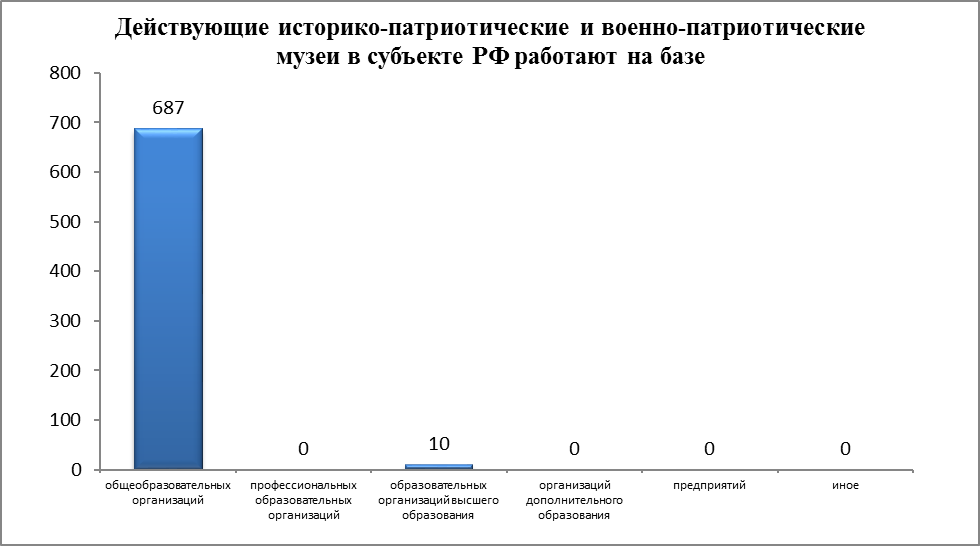 Действующие историко-патриотические и военно-патриотические
музеи в субъекте РФ работают на базе
800
700
600
500
400
300
200
100
0
687
0
10
0
0
0
общеобразовательных
организаций
профессиональных
образовательных
организаций
образовательных
организаций высшего
образования
организаций
дополнительного
образования
предприятий
иное